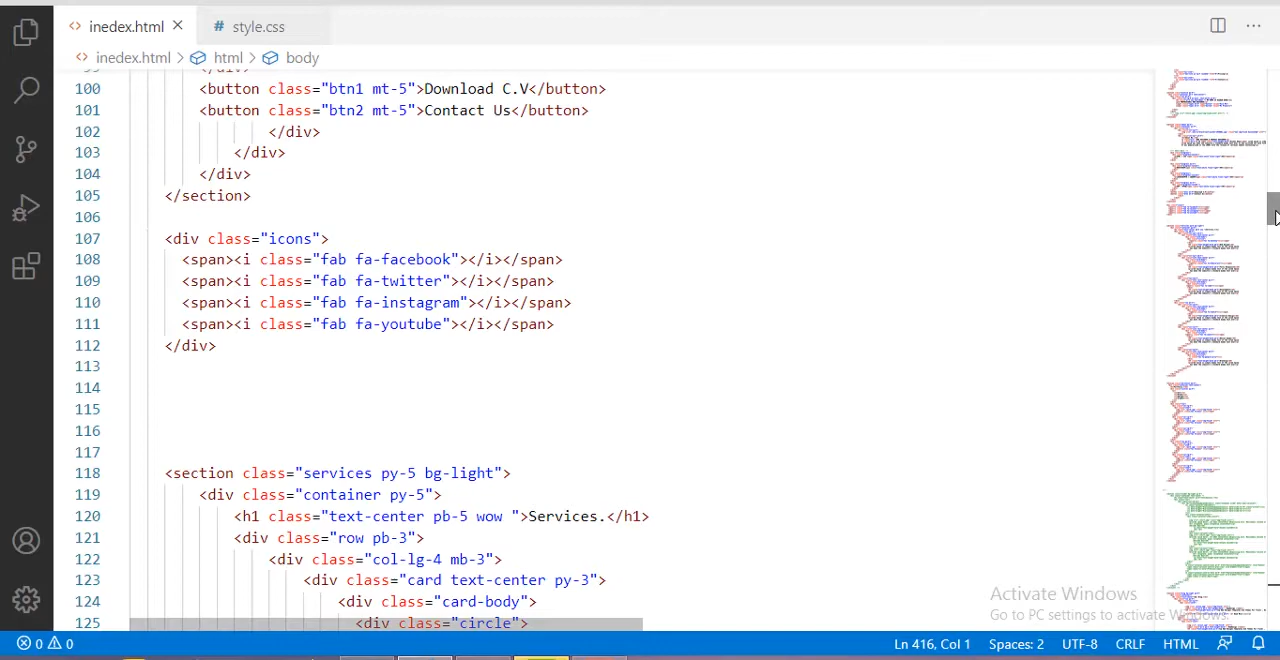 inedex.html
style.css
inedex.html > html > body
99 </div>
100 <button class="btn1 mt-5">Downl V</button>
101 <button class="btn2 mt-5">Contac </button>
102 </div>
103 </div>
104 </div>
105 </section>
106
107 <div class="icons">
108 <span><i class="fab fa-facebook"></i> pan>
109 <span><i class="fab fa-twitter"></i></span>
110 <span><i class="fab fa-instagram"></i></span>
111 <span><i class="fab fa-youtube"></i></span>
112 </div>
113
114
115
116
117
118 <section class="services py-5 bg-light">
119 <div class="container py-5">
120 <h1 class="text-center pb-5 wow vices.</h1>
121 <div class="row pb-3">
122 <div class="col-lg-4 mb-3">
123 <div class="card text-center py-3">
124 <div class="card-body">
125 <div class="circle">
Activate Windows
Go to PC settings to activate Windows.
0 0
Ln 416, Col 1 Spaces: 2 UTF-8 CRLF HTML